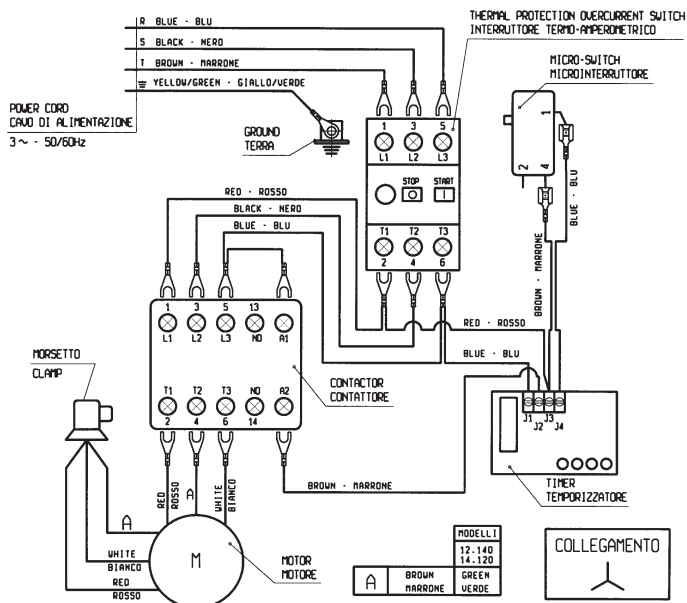 R BLUE - BLU
S BLACK - NERO
T BROWN - MARRONE
YELLOW/GREEN - GIALLO/VERDE
POWER CORD
CAVO DI ALIMENTAZIONE
3 ~ - 50/60Hz
GROUND
TERRA
THERMAL PROTECTION OVERCURRENT SWITCH
INTERRUTTORE TERMO-AMPEROMETRICO
MICRO-SWITCH
MICROINTERRUTTORE
1 3 5
L1 L2 L3
STOP START
O I
T1 T2 T3
2 4 6
1
2 4
BLUE - BLU
BROWN - MARRONE
RED - ROSSO
BLACK - NERO
BLUE - BLU
1 3 5 13
L1 L2 L3 NO A1
T1 T2 T3 NO A2
2 4 6 14
CONTACTOR
CONTATTORE
RED - ROSSO
BLUE - BLU
J1
J2
J3
J4
TIMER
TEMPORIZZATORE
MORSETTO
CLAMP
BROWN - MARRONE
RED
ROSSO
A
WHITE
BIANCO
A
WHITE
BIANCO
RED
ROSSO
M
MOTOR
MOTORE
MODELLI
12.140
14.120
A BROWN GREEN
MARRONE VERDE
COLLEGAMENTO